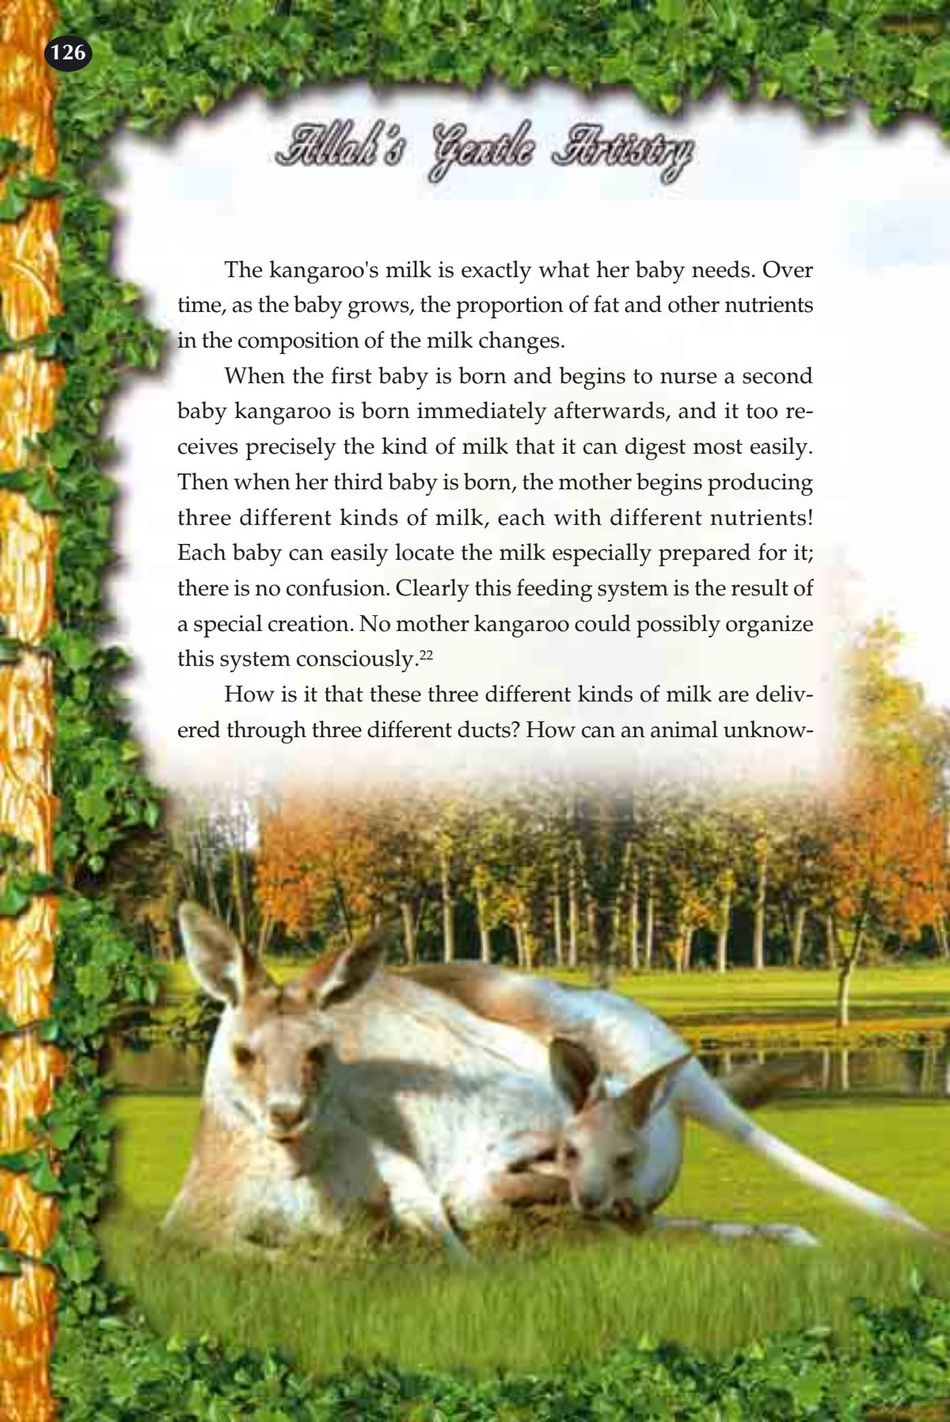 126
Allah's Gentle Artistry
The kangaroo's milk is exactly what her baby needs. Over
time, as the baby grows, the proportion of fat and other nutrients
in the composition of the milk changes.
When the first baby is born and begins to nurse a second
baby kangaroo is born immediately afterwards, and it too re-
ceives precisely the kind of milk that it can digest most easily.
Then when her third baby is born, the mother begins producing
three different kinds of milk, each with different nutrients!
Each baby can easily locate the milk especially prepared for it;
there is no confusion. Clearly this feeding system is the result of
a special creation. No mother kangaroo could possibly organize
this system consciously.²²
How is it that these three different kinds of milk are deliv-
ered through three different ducts? How can an animal unknow-